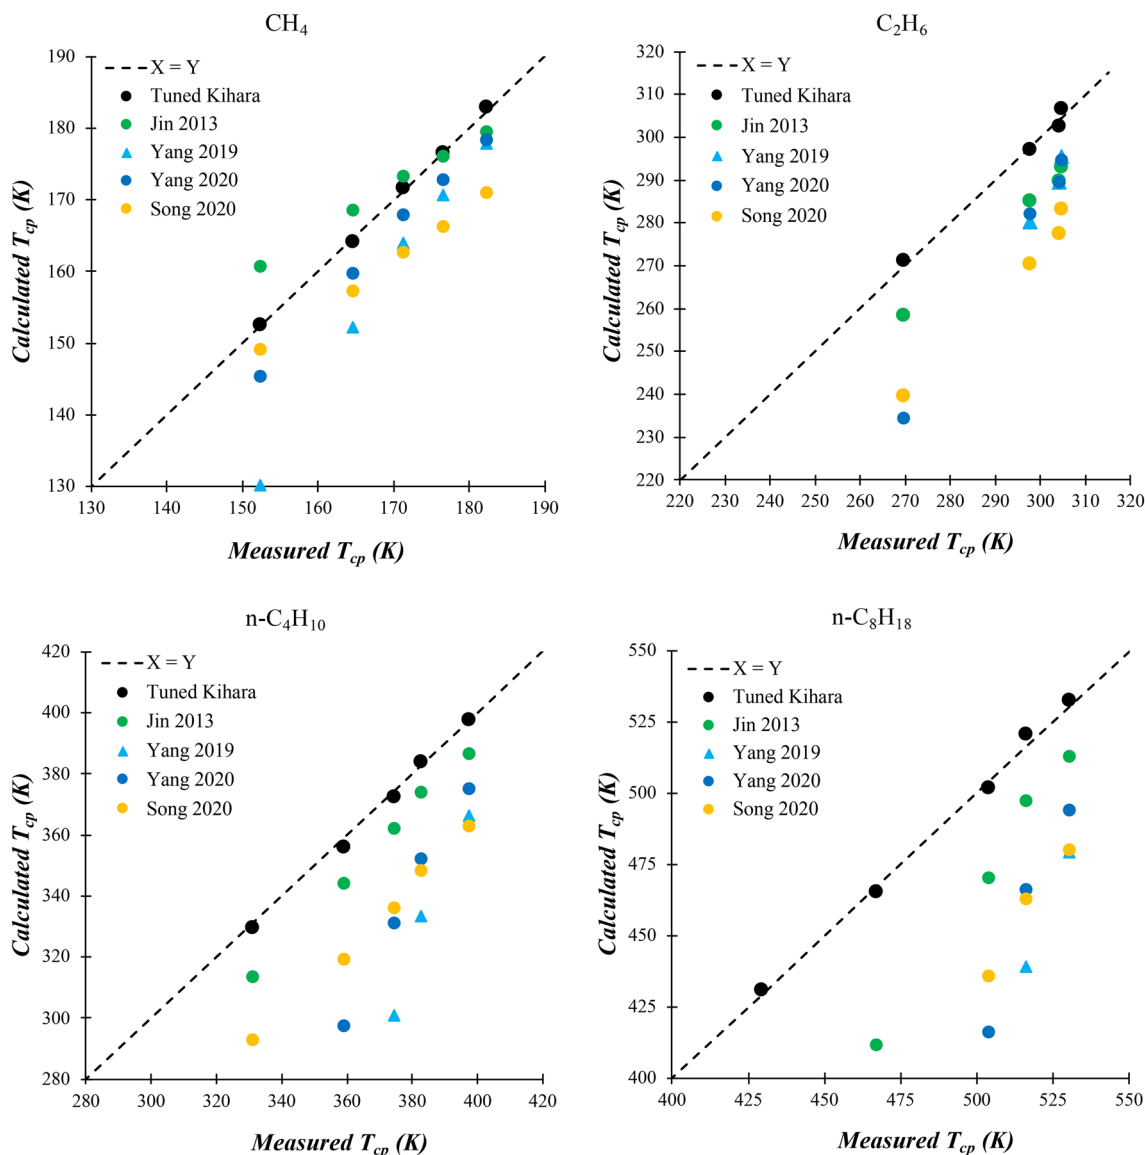 CH4
190
180
170
160
150
140
130
130 140 150 160 170 180 190
Calculated Tcp (K)
Measured Tcp (K)
X = Y
Tuned Kihara
Jin 2013
Yang 2019
Yang 2020
Song 2020
C2H6
320
310
300
290
280
270
260
250
240
230
220
220 230 240 250 260 270 280 290 300 310 320
Calculated Tcp (K)
Measured Tcp (K)
X = Y
Tuned Kihara
Jin 2013
Yang 2019
Yang 2020
Song 2020
n-C4H10
420
400
380
360
340
320
300
280
280 300 320 340 360 380 400 420
Calculated Tcp (K)
Measured Tcp (K)
X = Y
Tuned Kihara
Jin 2013
Yang 2019
Yang 2020
Song 2020
n-C8H18
550
525
500
475
450
425
400
400 425 450 475 500 525 550
Calculated Tcp (K)
Measured Tcp (K)
X = Y
Tuned Kihara
Jin 2013
Yang 2019
Yang 2020
Song 2020